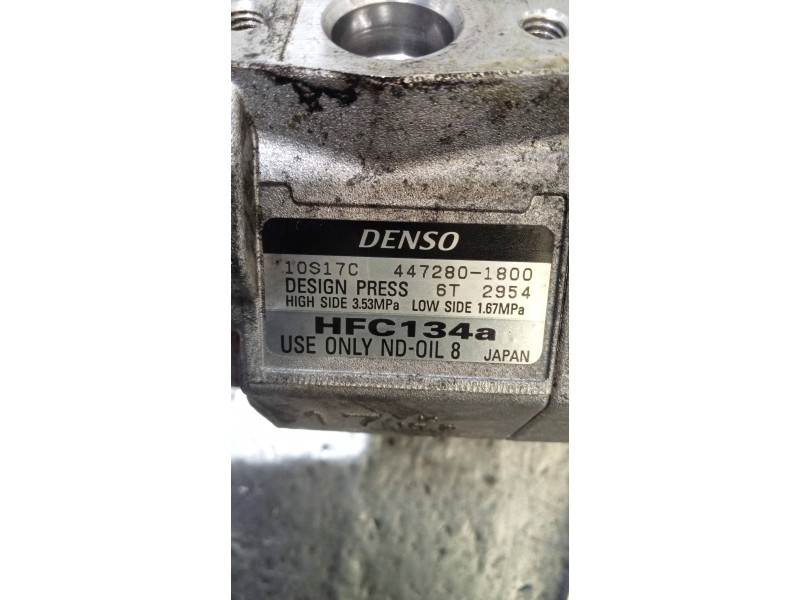 DENSO
10S17C 447280-1800
DESIGN PRESS 6T 2954
HIGH SIDE 3.53MPa LOW SIDE 1.67MPa
HFC134a
USE ONLY ND-OIL 8 JAPAN